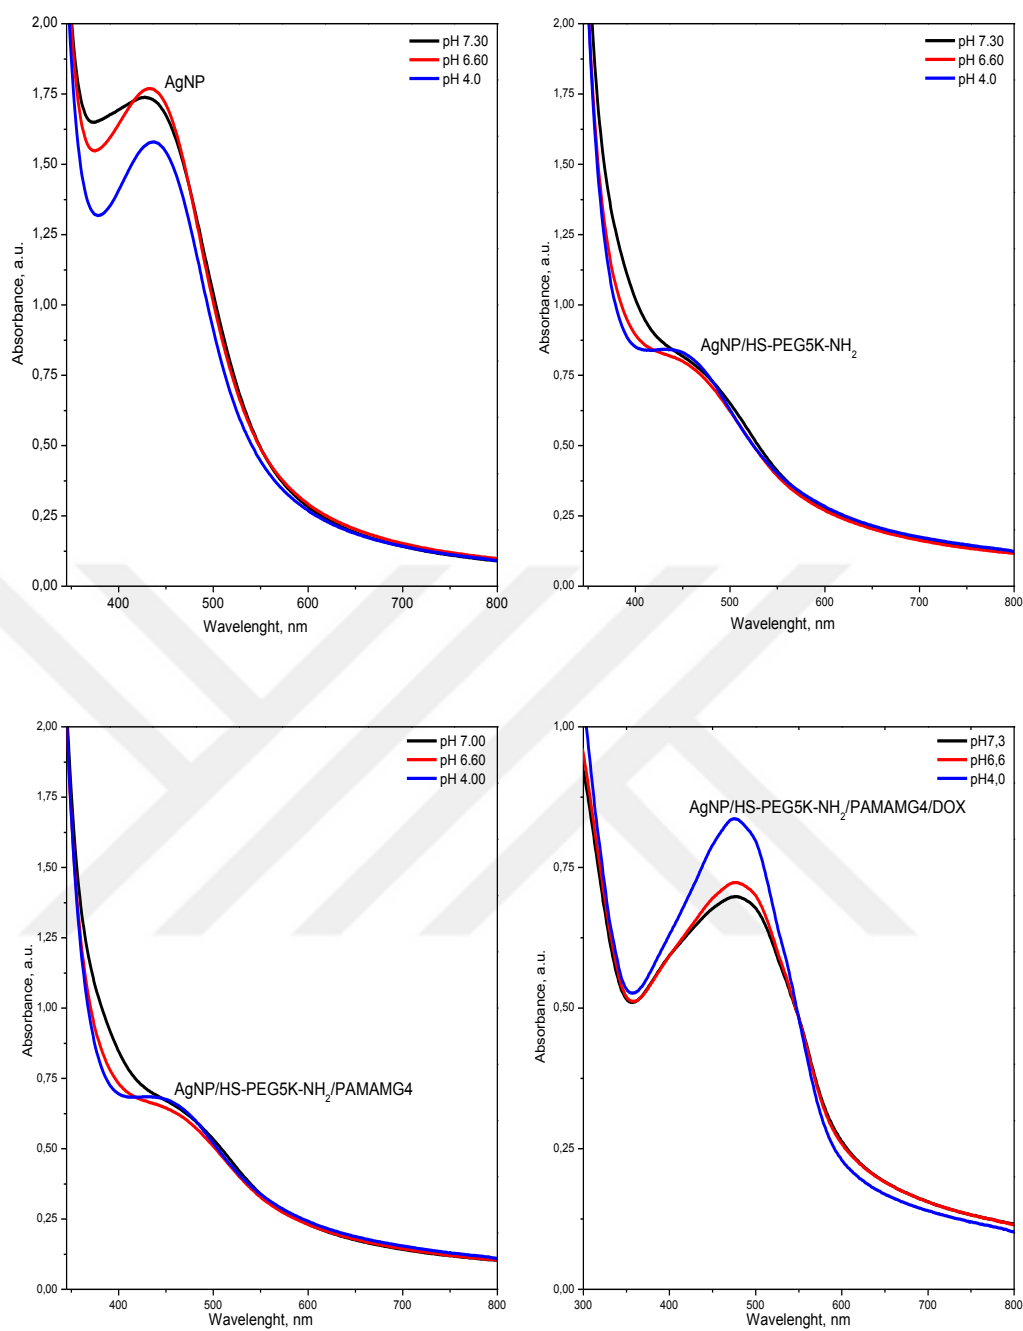 2,00
1,75
1,50
1,25
1,00
0,75
0,50
0,25
0,00
Absorbance, a.u.
pH 7.30
pH 6.60
pH 4.0
AgNP
400 500 600 700 800
Wavelenght, nm
2,00
1,75
1,50
1,25
1,00
0,75
0,50
0,25
0,00
Absorbance, a.u.
pH 7.30
pH 6.60
pH 4.0
AgNP/HS-PEG5K-NH2
400 500 600 700 800
Wavelenght, nm
2,00
1,75
1,50
1,25
1,00
0,75
0,50
0,25
0,00
Absorbance, a.u.
pH 7.00
pH 6.60
pH 4.00
AgNP/HS-PEG5K-NH2/PAMAMG4
400 500 600 700 800
Wavelenght, nm
1,00
0,75
0,50
0,25
0,00
Absorbance, a.u.
pH7,3
pH6,6
pH4,0
AgNP/HS-PEG5K-NH2/PAMAMG4/DOX
300 400 500 600 700 800
Wavelenght, nm